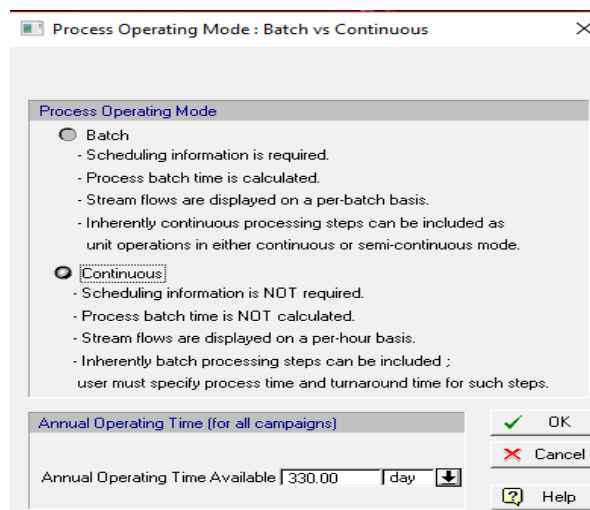 Process Operating Mode : Batch vs Continuous
Process Operating Mode
Batch
- Scheduling information is required.
- Process batch time is calculated.
- Stream flows are displayed on a per-batch basis.
- Inherently continuous processing steps can be included as
unit operations in either continuous or semi-continuous mode.
Continuous
- Scheduling information is NOT required.
- Process batch time is NOT calculated.
- Stream flows are displayed on a per-hour basis.
- Inherently batch processing steps can be included ;
user must specify process time and turnaround time for such steps.
Annual Operating Time (for all campaigns)
OK
Cancel
Annual Operating Time Available 330.00 day
Help